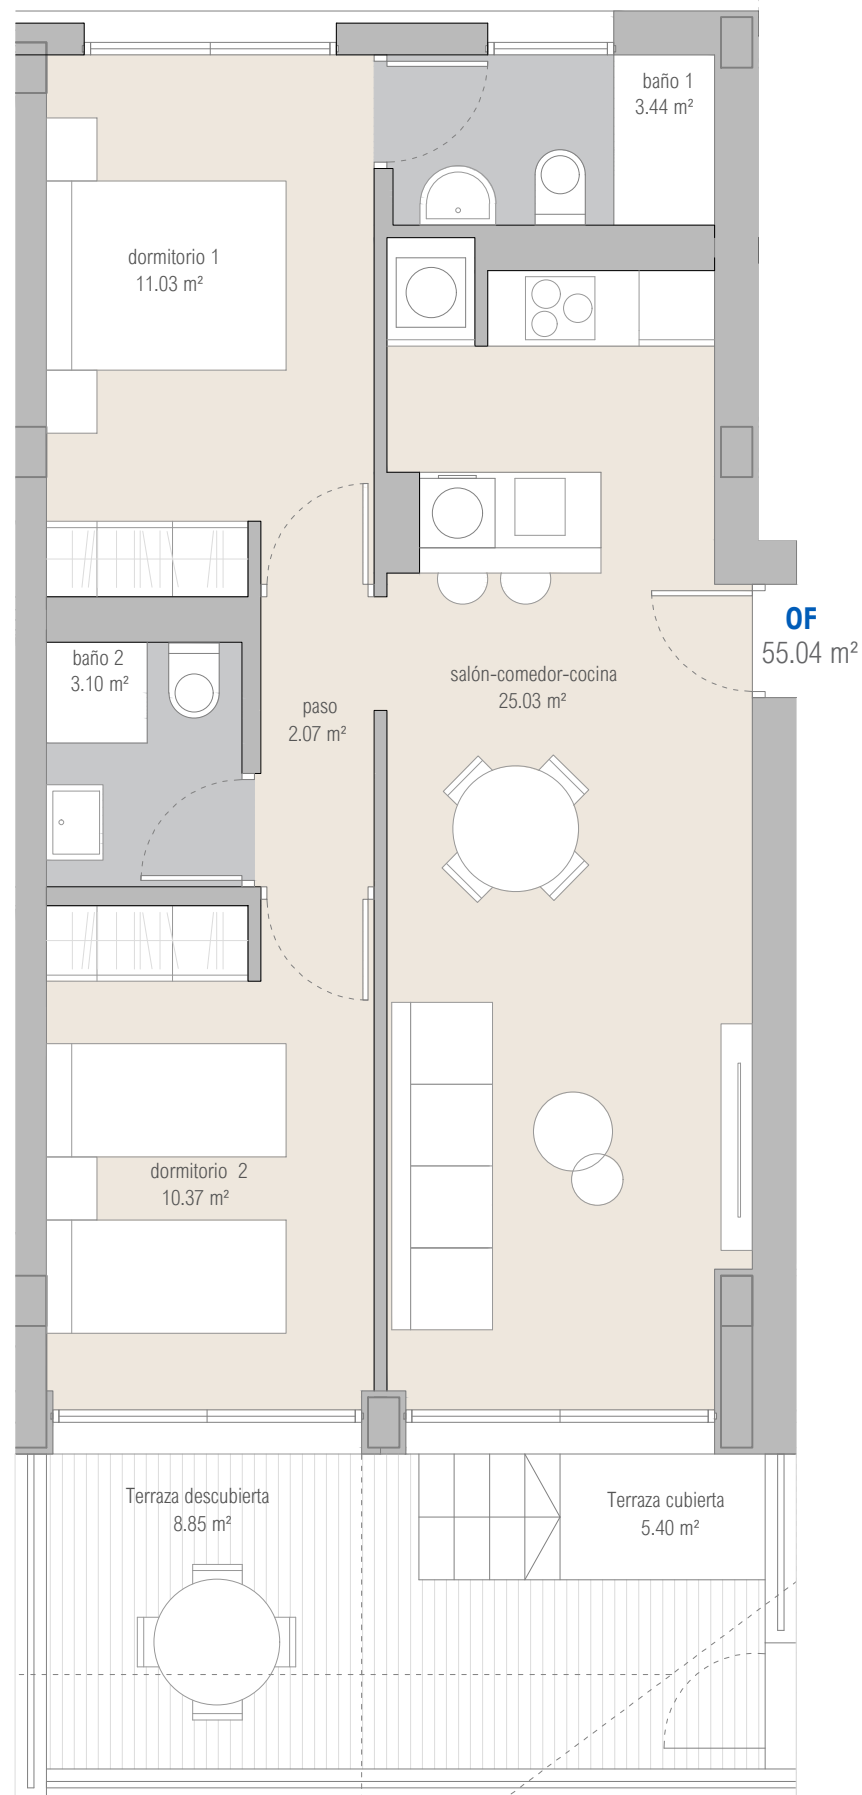 baño 1
3.44 m²
dormitorio 1
11.03 m²
OF
55.04 m²
baño 2
3.10 m²
salón-comedor-cocina
25.03 m²
paso
2.07 m²
dormitorio 2
10.37 m²
Terraza descubierta
8.85 m²
Terraza cubierta
5.40 m²